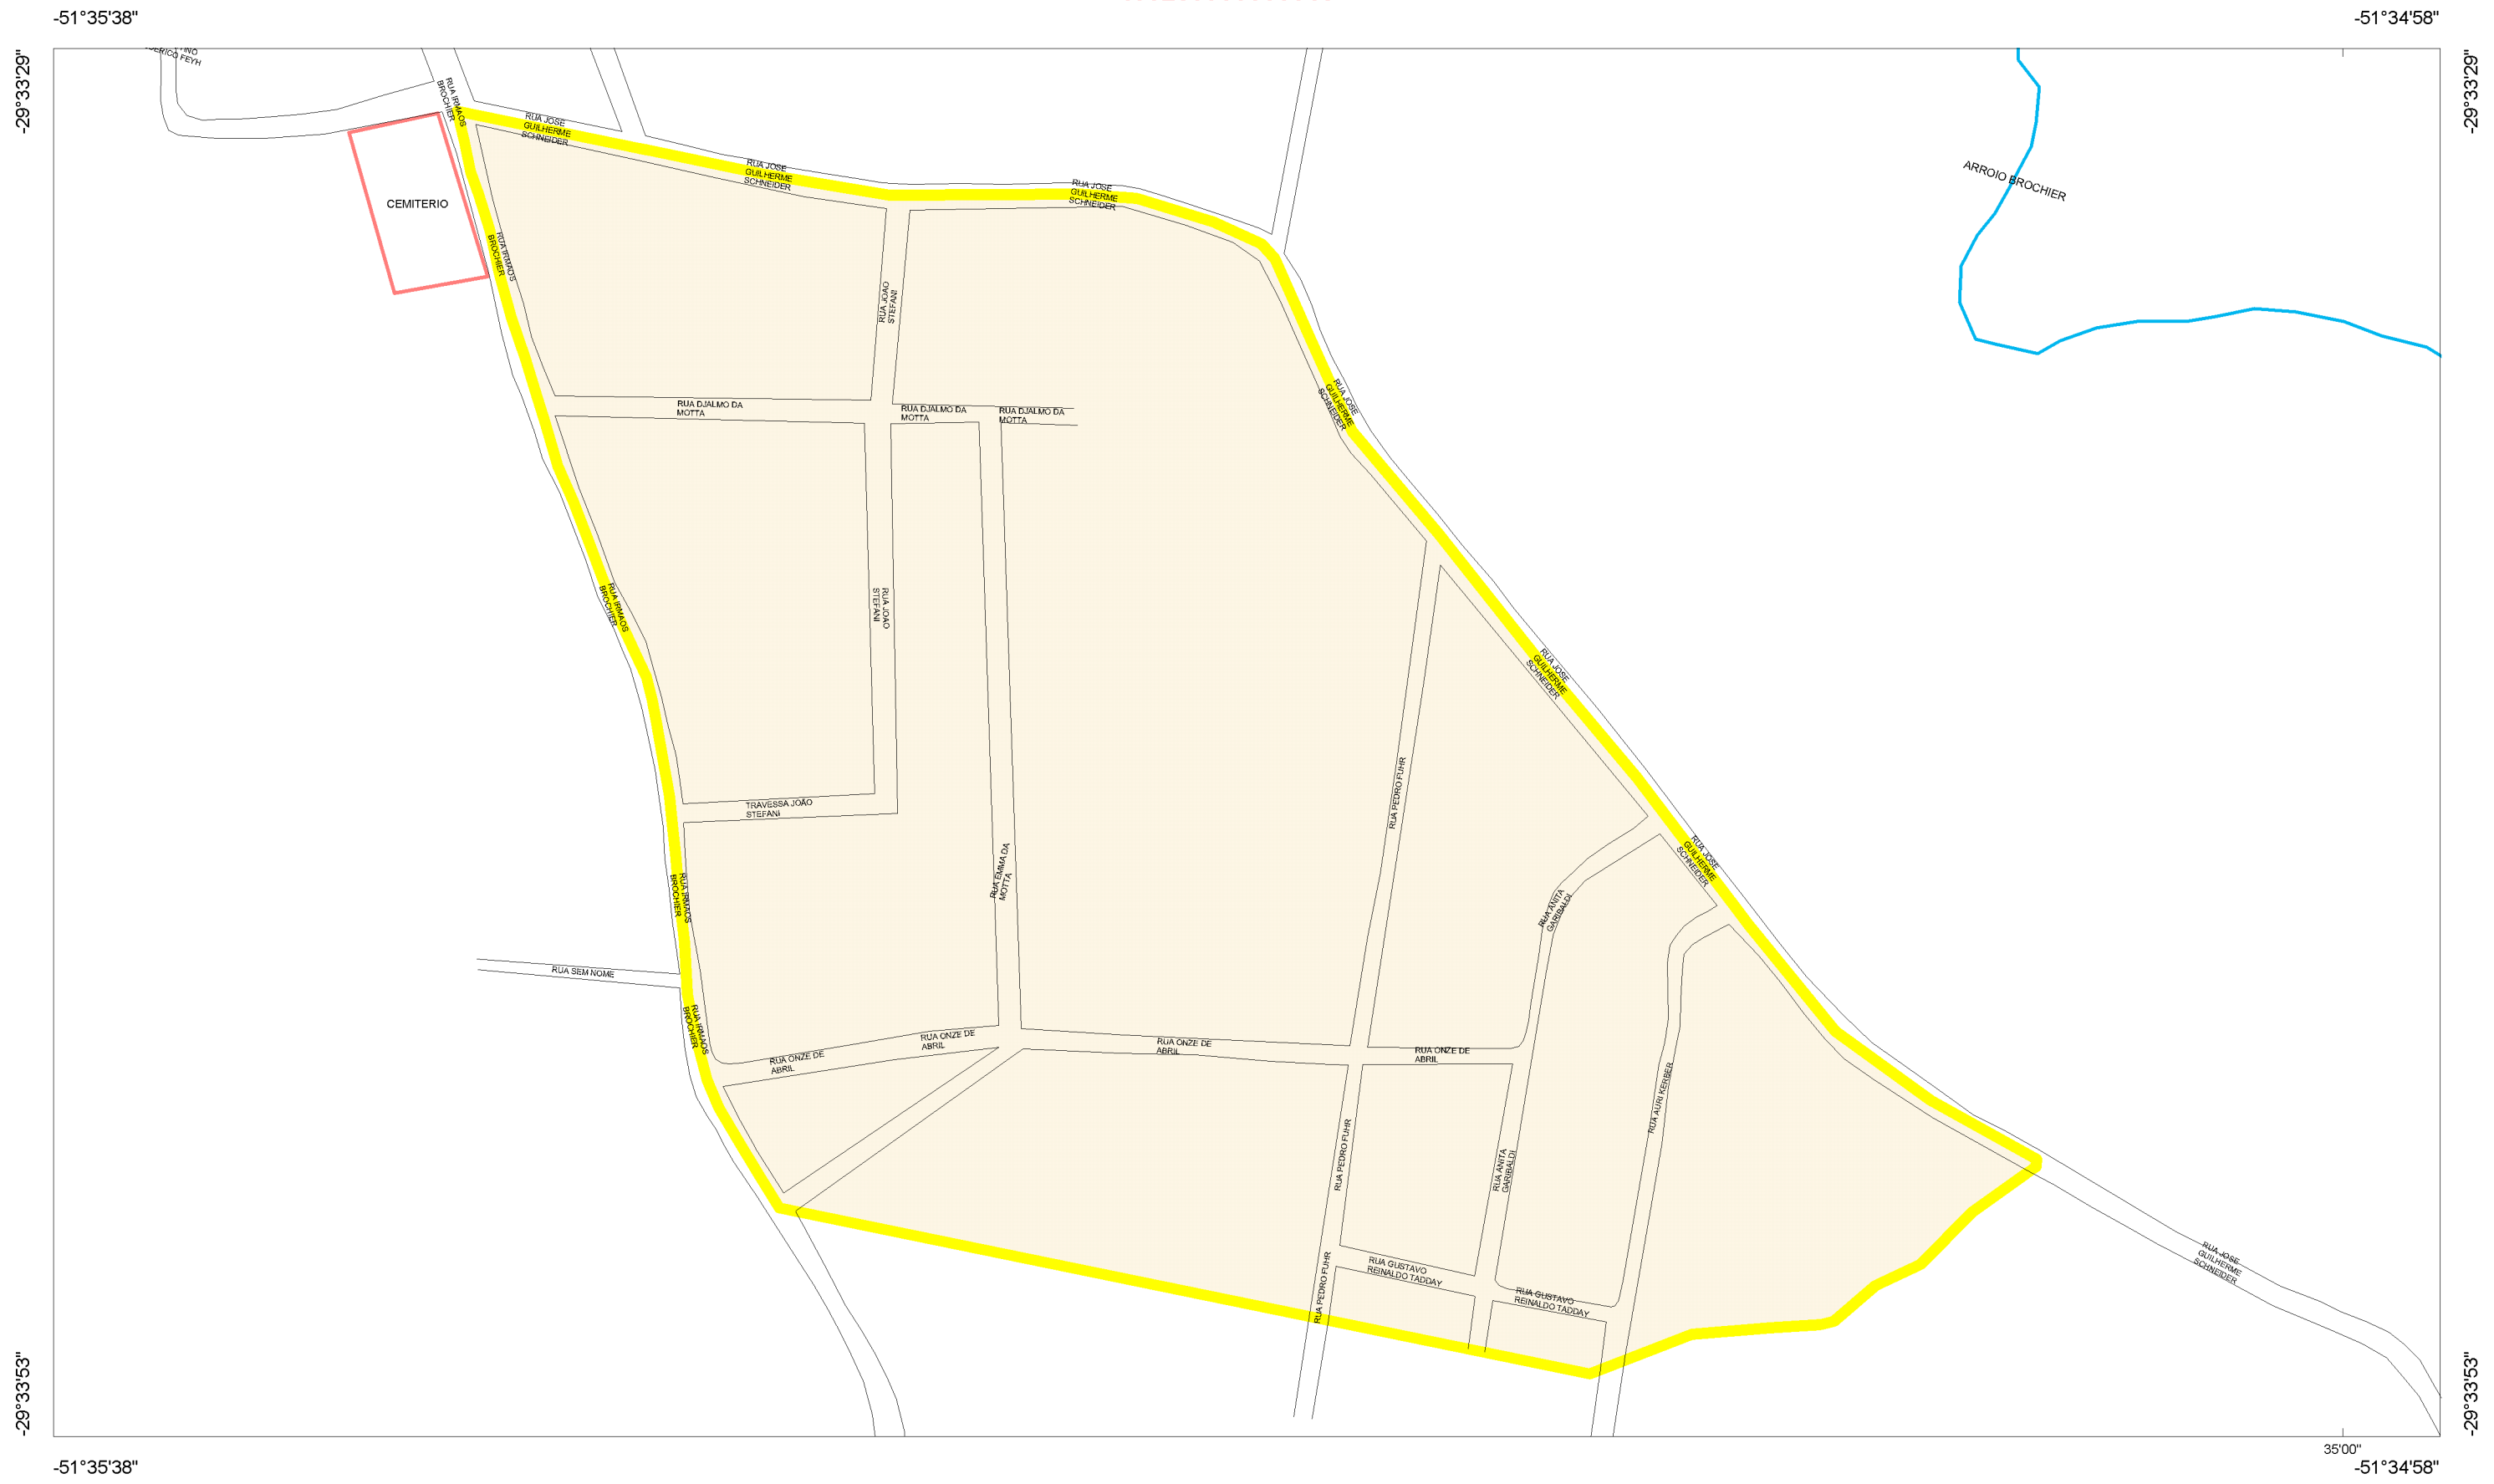 -51°35'38"
-51°34'58"
-29°33'29"
-29°33'29"
ERICO FEYH
RUA IRMAOS
BROCHIER
RUA JOSE
GUILHERME
SCHNEIDER
RUA JOSE
GUILHERME
SCHNEIDER
RUA JOSE
GUILHERME
SCHNEIDER
ARROIO BROCHIER
CEMITERIO
RUA IRMAOS
BROCHIER
RUA JOAO
STEFANI
RUA JOSE
GUILHERME
SCHNEIDER
RUA DJALMO DA
MOTTA
RUA DJALMO DA
MOTTA
RUA DJALMO DA
MOTTA
RUA IRMAOS
BROCHIER
RUA JOAO
STEFANI
RUA JOSE
GUILHERME
SCHNEIDER
RUA PEDRO FUHR
TRAVESSA JOÃO
STEFANI
RUA EMMA DA
MOTTA
RUA JOSE
GUILHERME
SCHNEIDER
RUA IRMAOS
BROCHIER
RUA ANITA
GARIBALDI
RUA SEM NOME
RUA IRMAOS
BROCHIER
RUA ONZE DE
ABRIL
RUA ONZE DE
ABRIL
RUA ONZE DE
ABRIL
RUA ONZE DE
ABRIL
RUA AURI KERBER
RUA PEDRO FUHR
RUA ANITA
GARIBALDI
RUA PEDRO FUHR
RUA GUSTAVO
REINALDO TADDAY
RUA GUSTAVO
REINALDO TADDAY
RUA JOSE
GUILHERME
SCHNEIDER
-29°33'53"
-29°33'53"
35'00"
-51°35'38"
-51°34'58"